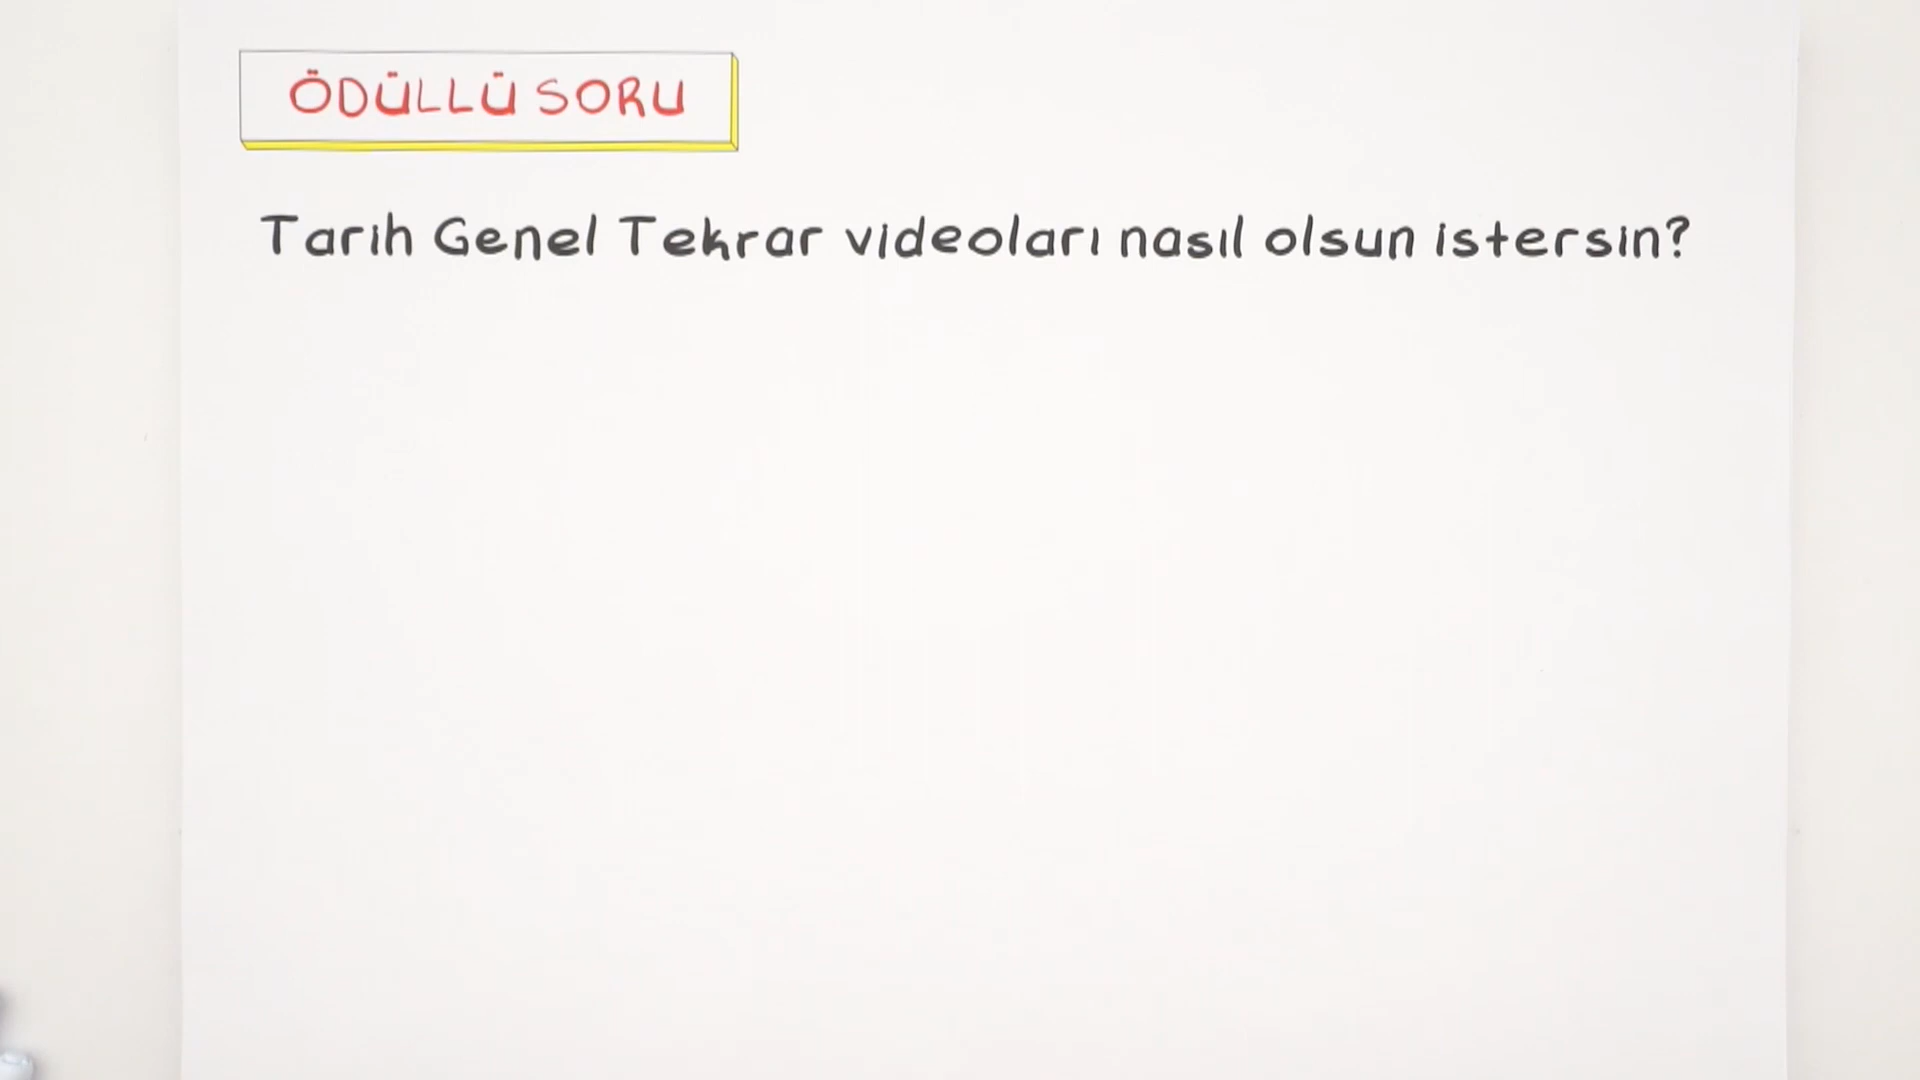 ÖDÜLLÜ SORU
Tarih Genel Tekrar videoları nasıl olsun istersin?